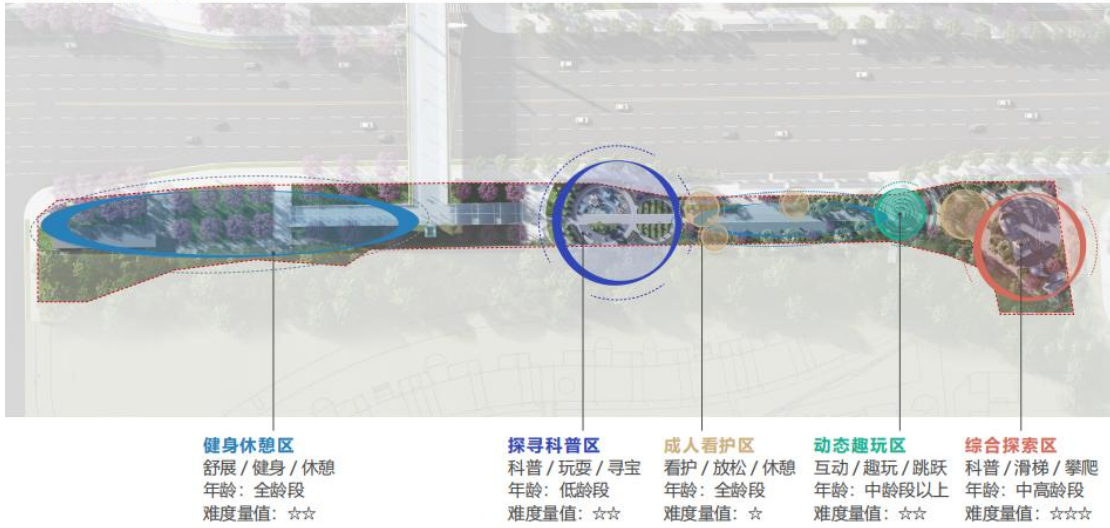 健身休憩区
舒展 / 健身 / 休憩
年龄：全龄段
难度量值：☆☆
探寻科普区
科普 / 玩耍 / 寻宝
年龄：低龄段
难度量值：☆☆
成人看护区
看护 / 放松 / 休憩
年龄：全龄段
难度量值：☆
动态趣玩区
互动 / 趣玩 / 跳跃
年龄：中龄段以上
难度量值：☆☆
综合探索区
科普 / 滑梯 / 攀爬
年龄：中高龄段
难度量值：☆☆☆